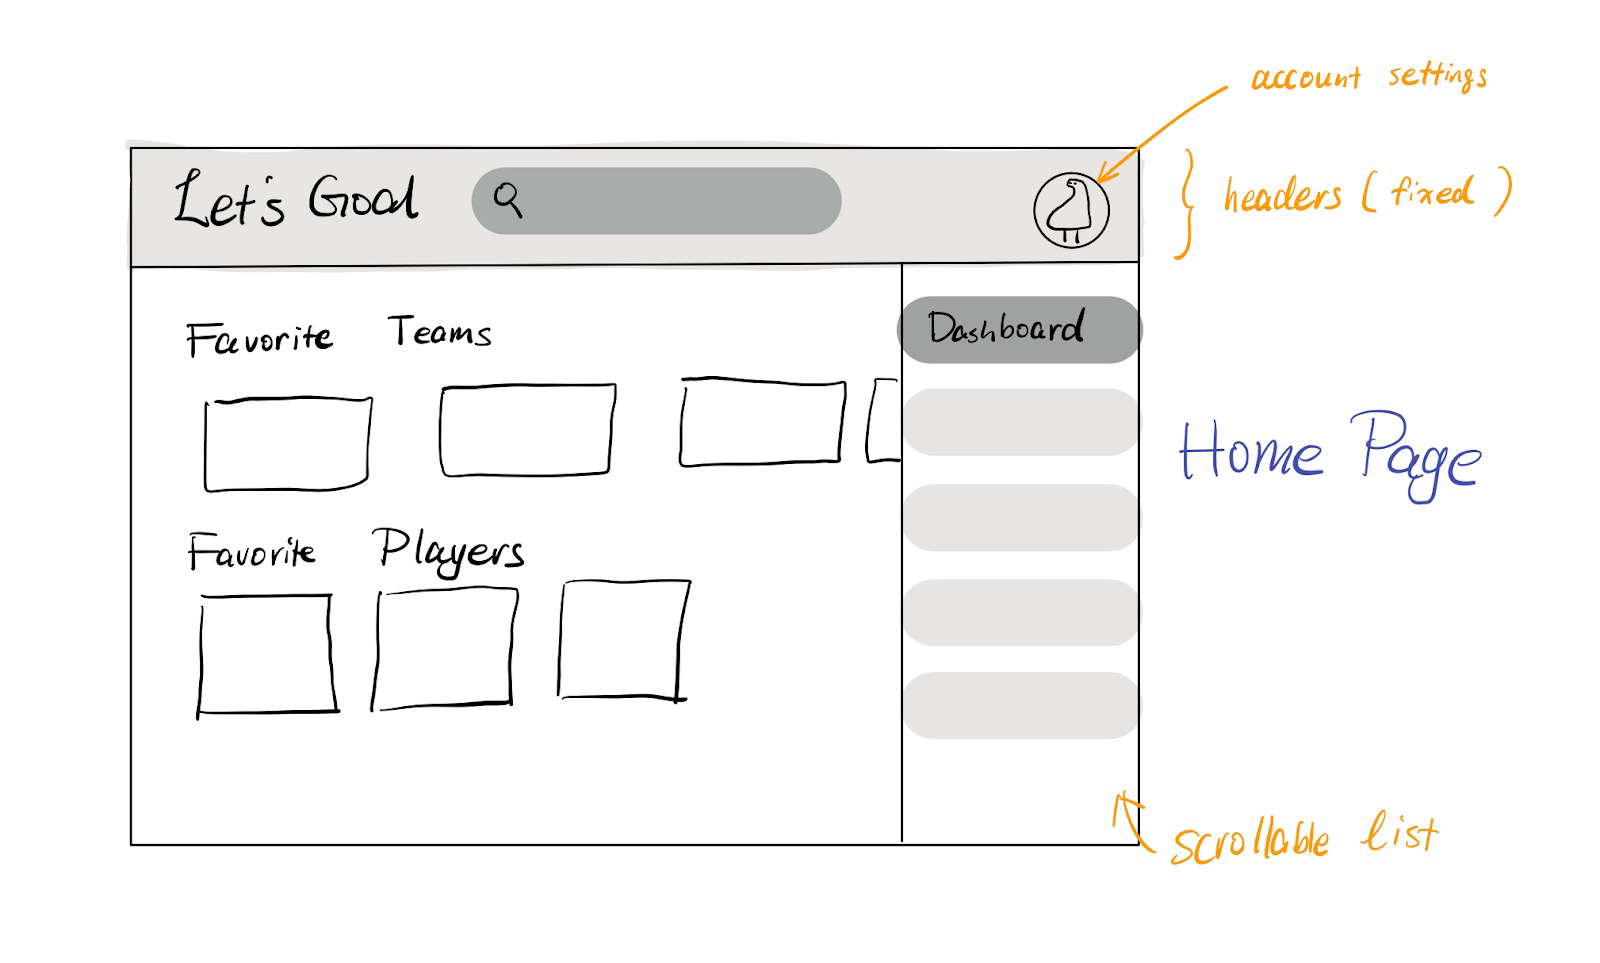 account settings
Let's Goal
headers (fixed)
Favorite Teams
Dashboard
Home Page
Favorite Players
scrollable list